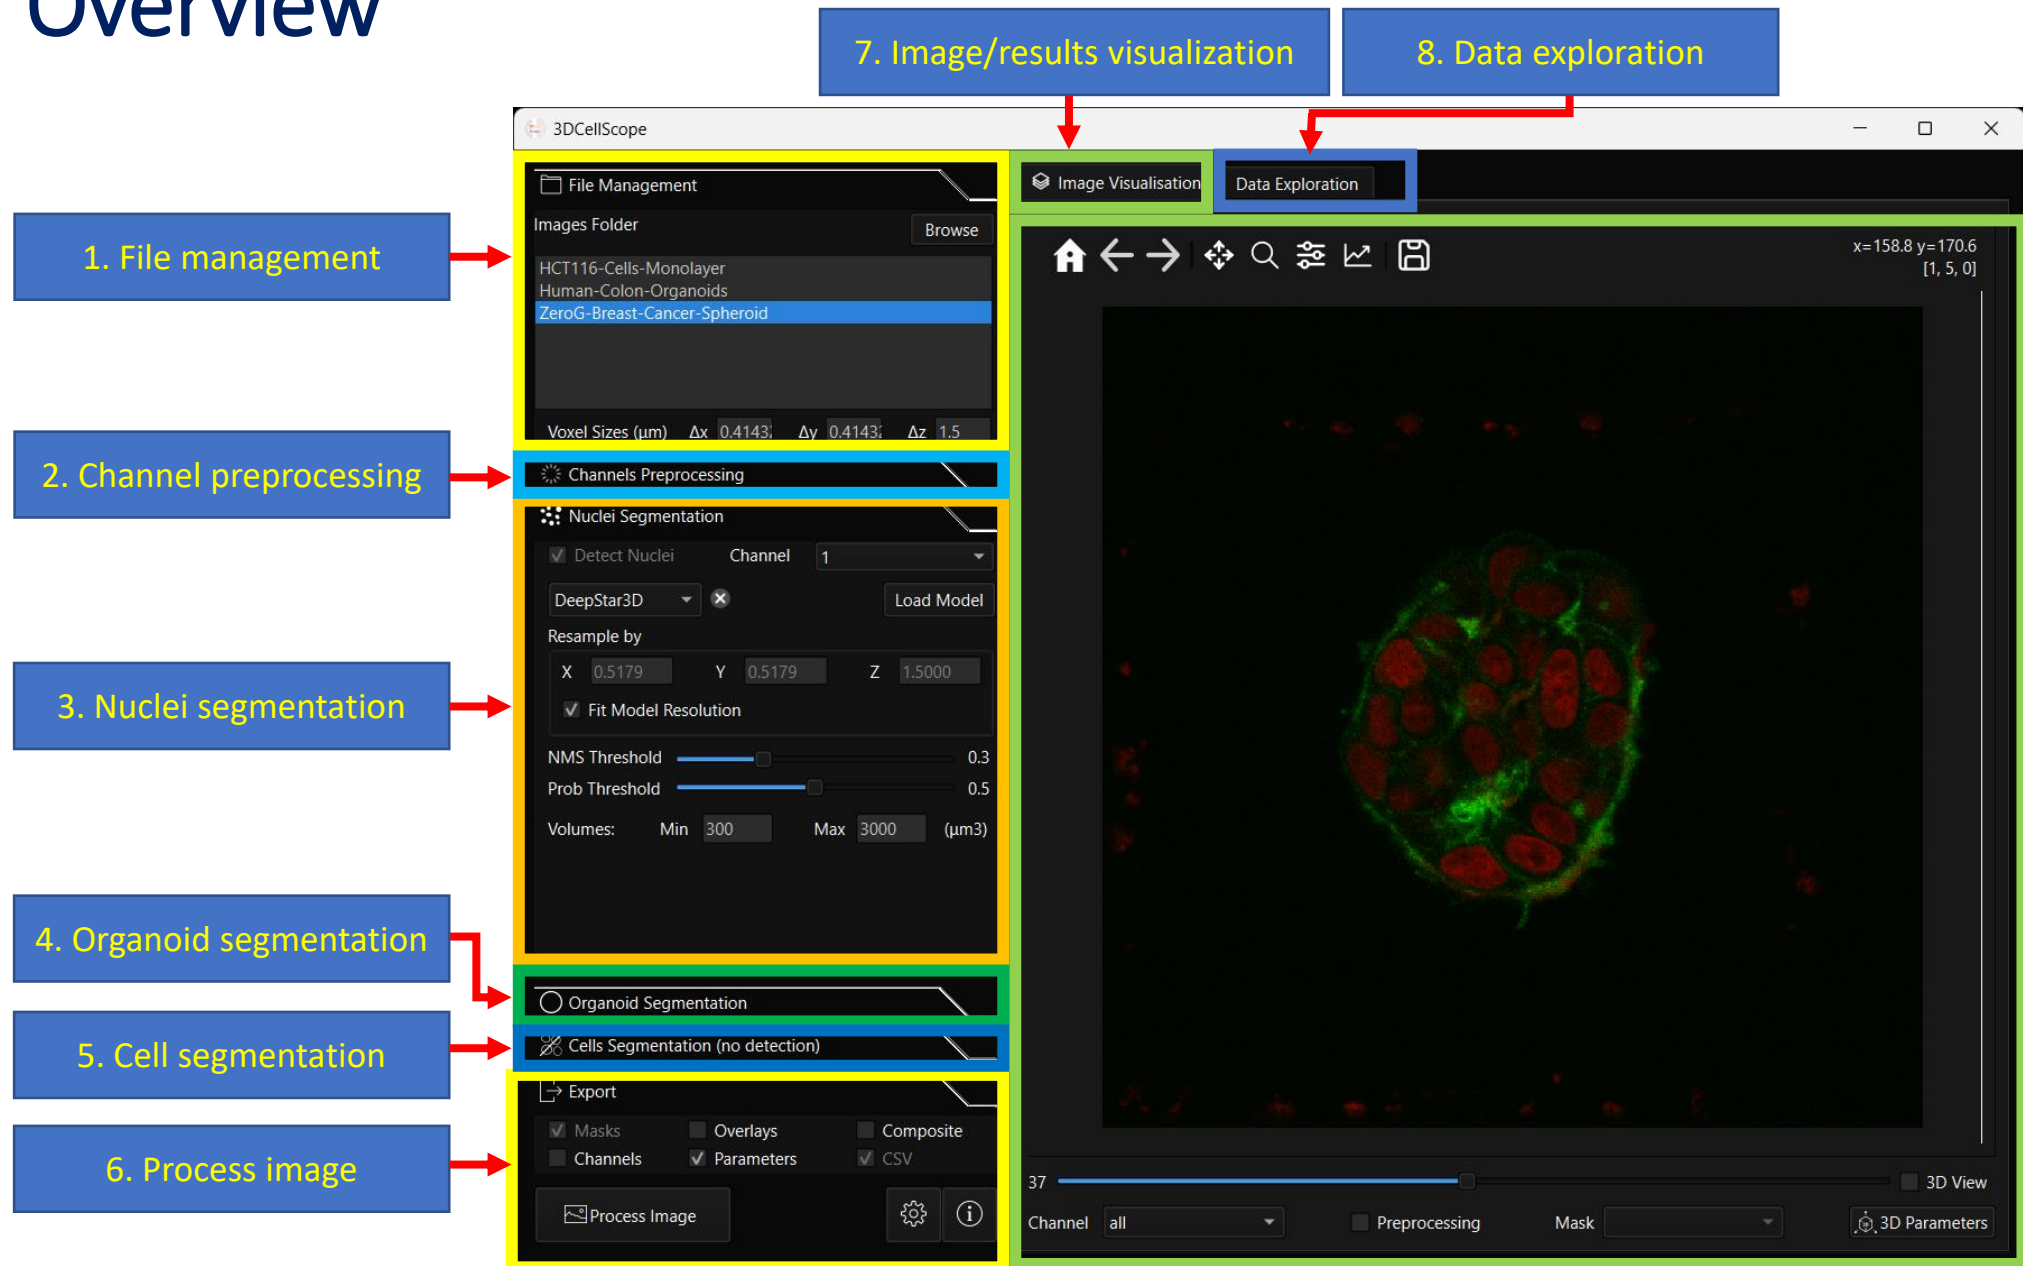 Overview
7. Image/results visualization
8. Data exploration
3DCellScope
File Management
Image Visualisation
Data Exploration
1. File management
Images Folder
Browse
HCT116-Cells-Monolayer
Human-Colon-Organoids
ZeroG-Breast-Cancer-Spheroid
x=158.8 y=170.6
[1, 5, 0]
Voxel Sizes (µm) Δx 0.4143 Δy 0.4143 Δz 1.5
2. Channel preprocessing
Channels Preprocessing
3. Nuclei segmentation
Nuclei Segmentation
Detect Nuclei Channel 1
DeepStar3D Load Model
Resample by
X 0.5179 Y 0.5179 Z 1.5000
Fit Model Resolution
NMS Threshold 0.3
Prob Threshold 0.5
Volumes: Min 300 Max 3000 (µm3)
4. Organoid segmentation
Organoid Segmentation
5. Cell segmentation
Cells Segmentation (no detection)
6. Process image
Export
Masks Overlays Composite
Channels Parameters CSV
Process Image
37 3D View
Channel all Preprocessing Mask 3D Parameters